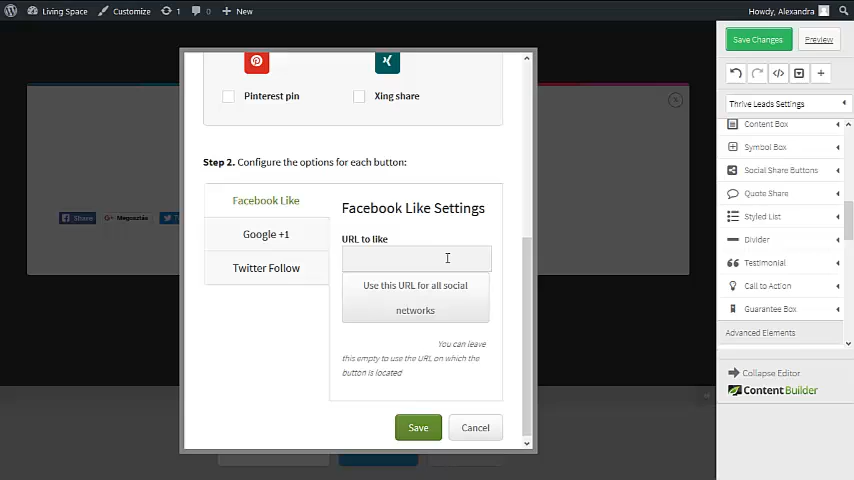 Living Space
Customize
1
0
New
Howdy, Alexandra
Save Changes
Preview
Thrive Leads Settings
Content Box
Symbol Box
Social Share Buttons
Quote Share
Styled List
Divider
Testimonial
Call to Action
Guarantee Box
Advanced Elements
Collapse Editor
Content Builder
Pinterest pin
Xing share
Step 2. Configure the options for each button:
Facebook Like
Google +1
Twitter Follow
Facebook Like Settings
URL to like
Use this URL for all social
networks
You can leave
this empty to use the URL on which the
button is located
Save
Cancel
Share
Megosztás